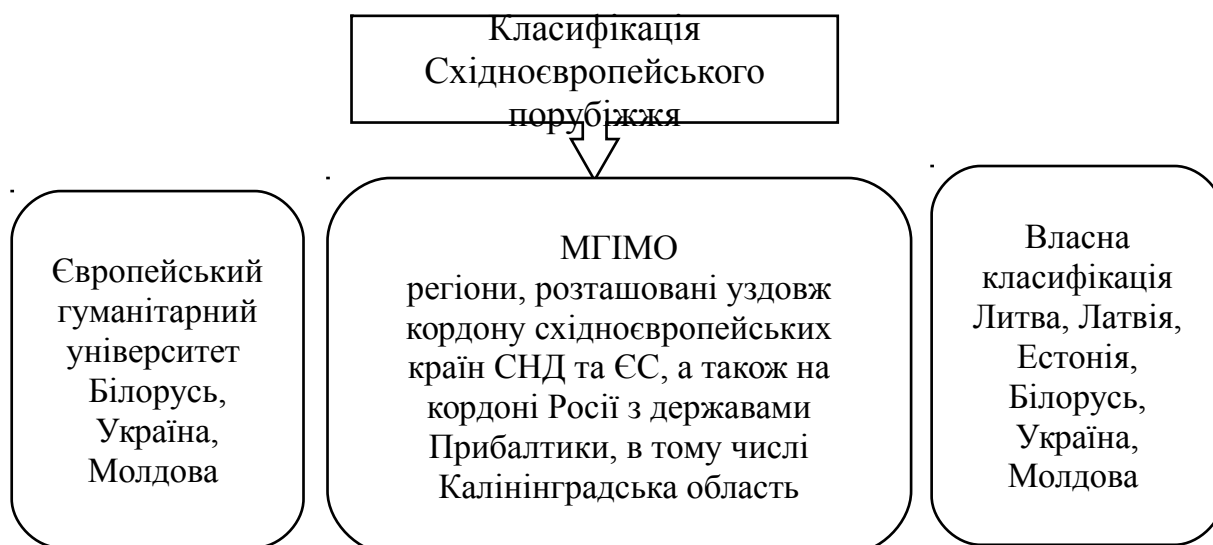 Класифікація
Східноєвропейського
порубіжжя
Європейський
гуманітарний
університет
Білорусь,
Україна,
Молдова
МГІМО
регіони, розташовані уздовж
кордону східноєвропейських
країн СНД та ЄС, а також на
кордоні Росії з державами
Прибалтики, в тому числі
Калінінградська область
Власна
класифікація
Литва, Латвія,
Естонія,
Білорусь,
Україна,
Молдова